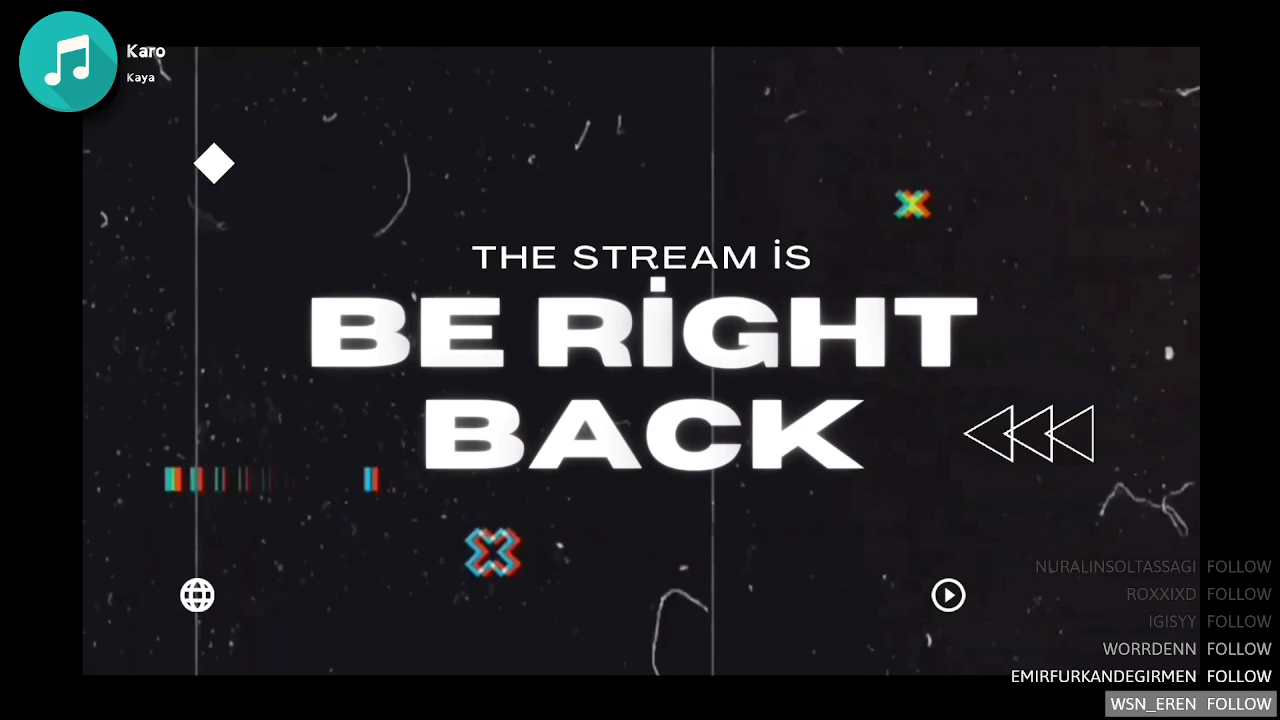 Karo
Kaya
THE STREAM İS
BE RİGHT
BACK
NURALINSOLTASSAGI FOLLOW
ROXXIXD FOLLOW
IGISYY FOLLOW
WORRDENN FOLLOW
EMIRFURKANDEGIRMEN FOLLOW
WSN_EREN FOLLOW